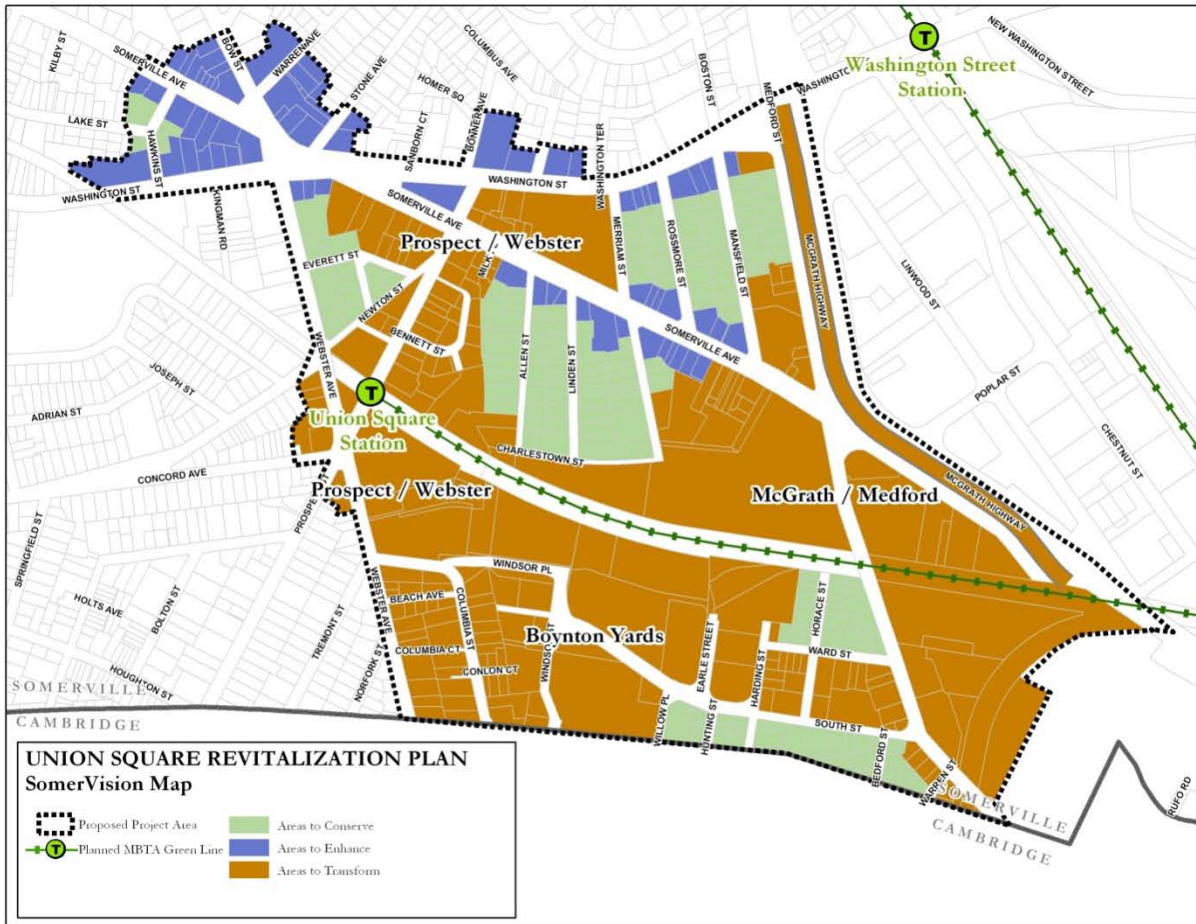 KILBY ST
SOMERVILLE AVE
BOW ST
WARREN AVE
STONE AVE
COLUMBUS AVE
HOMER SQ
BOSTON ST
MEDFORD ST
WASHINGTON
NEW WASHINGTON STREET
Washington Street
Station
LAKE ST
HAWKINS ST
SANBORN CT
BONNER AVE
WASHINGTON TER
WASHINGTON ST
WASHINGTON ST
KINGMAN RD
SOMERVILLE AVE
Prospect / Webster
MILK
MERRIAM ST
ROSSMORE ST
MANSFIELD ST
MCGRATH HIGHWAY
LINWOOD ST
EVERETT ST
NEWTON ST
BENNETT ST
WEBSTER AVE
SOMERVILLE AVE
ALLEN ST
LINDEN ST
JOSEPH ST
ADRIAN ST
POPLAR ST
CHESTNUT ST
Union Square
Station
CHARLESTOWN ST
CONCORD AVE
Prospect / Webster
McGrath / Medford
MCGRATH HIGHWAY
SPRINGFIELD ST
WINDSOR PL
BEACH AVE
COLUMBIA ST
WEBSTER AVE
HOLTS AVE
BOLTON ST
TREMONT ST
NORFORK ST
Boynton Yards
EARLE STREET
HORACE ST
WARD ST
HARDING ST
COLUMBIA CT
CONLON CT
HOUGHTON ST
SOMERVILLE
CAMBRIDGE
WILLOW PL
HUNTING ST
SOUTH ST
BEDFORD ST
WARREN ST
SOMERVILLE
CAMBRIDGE
RUFO RD
UNION SQUARE REVITALIZATION PLAN
SomerVision Map
Proposed Project Area
T Planned MBTA Green Line
Areas to Conserve
Areas to Enhance
Areas to Transform